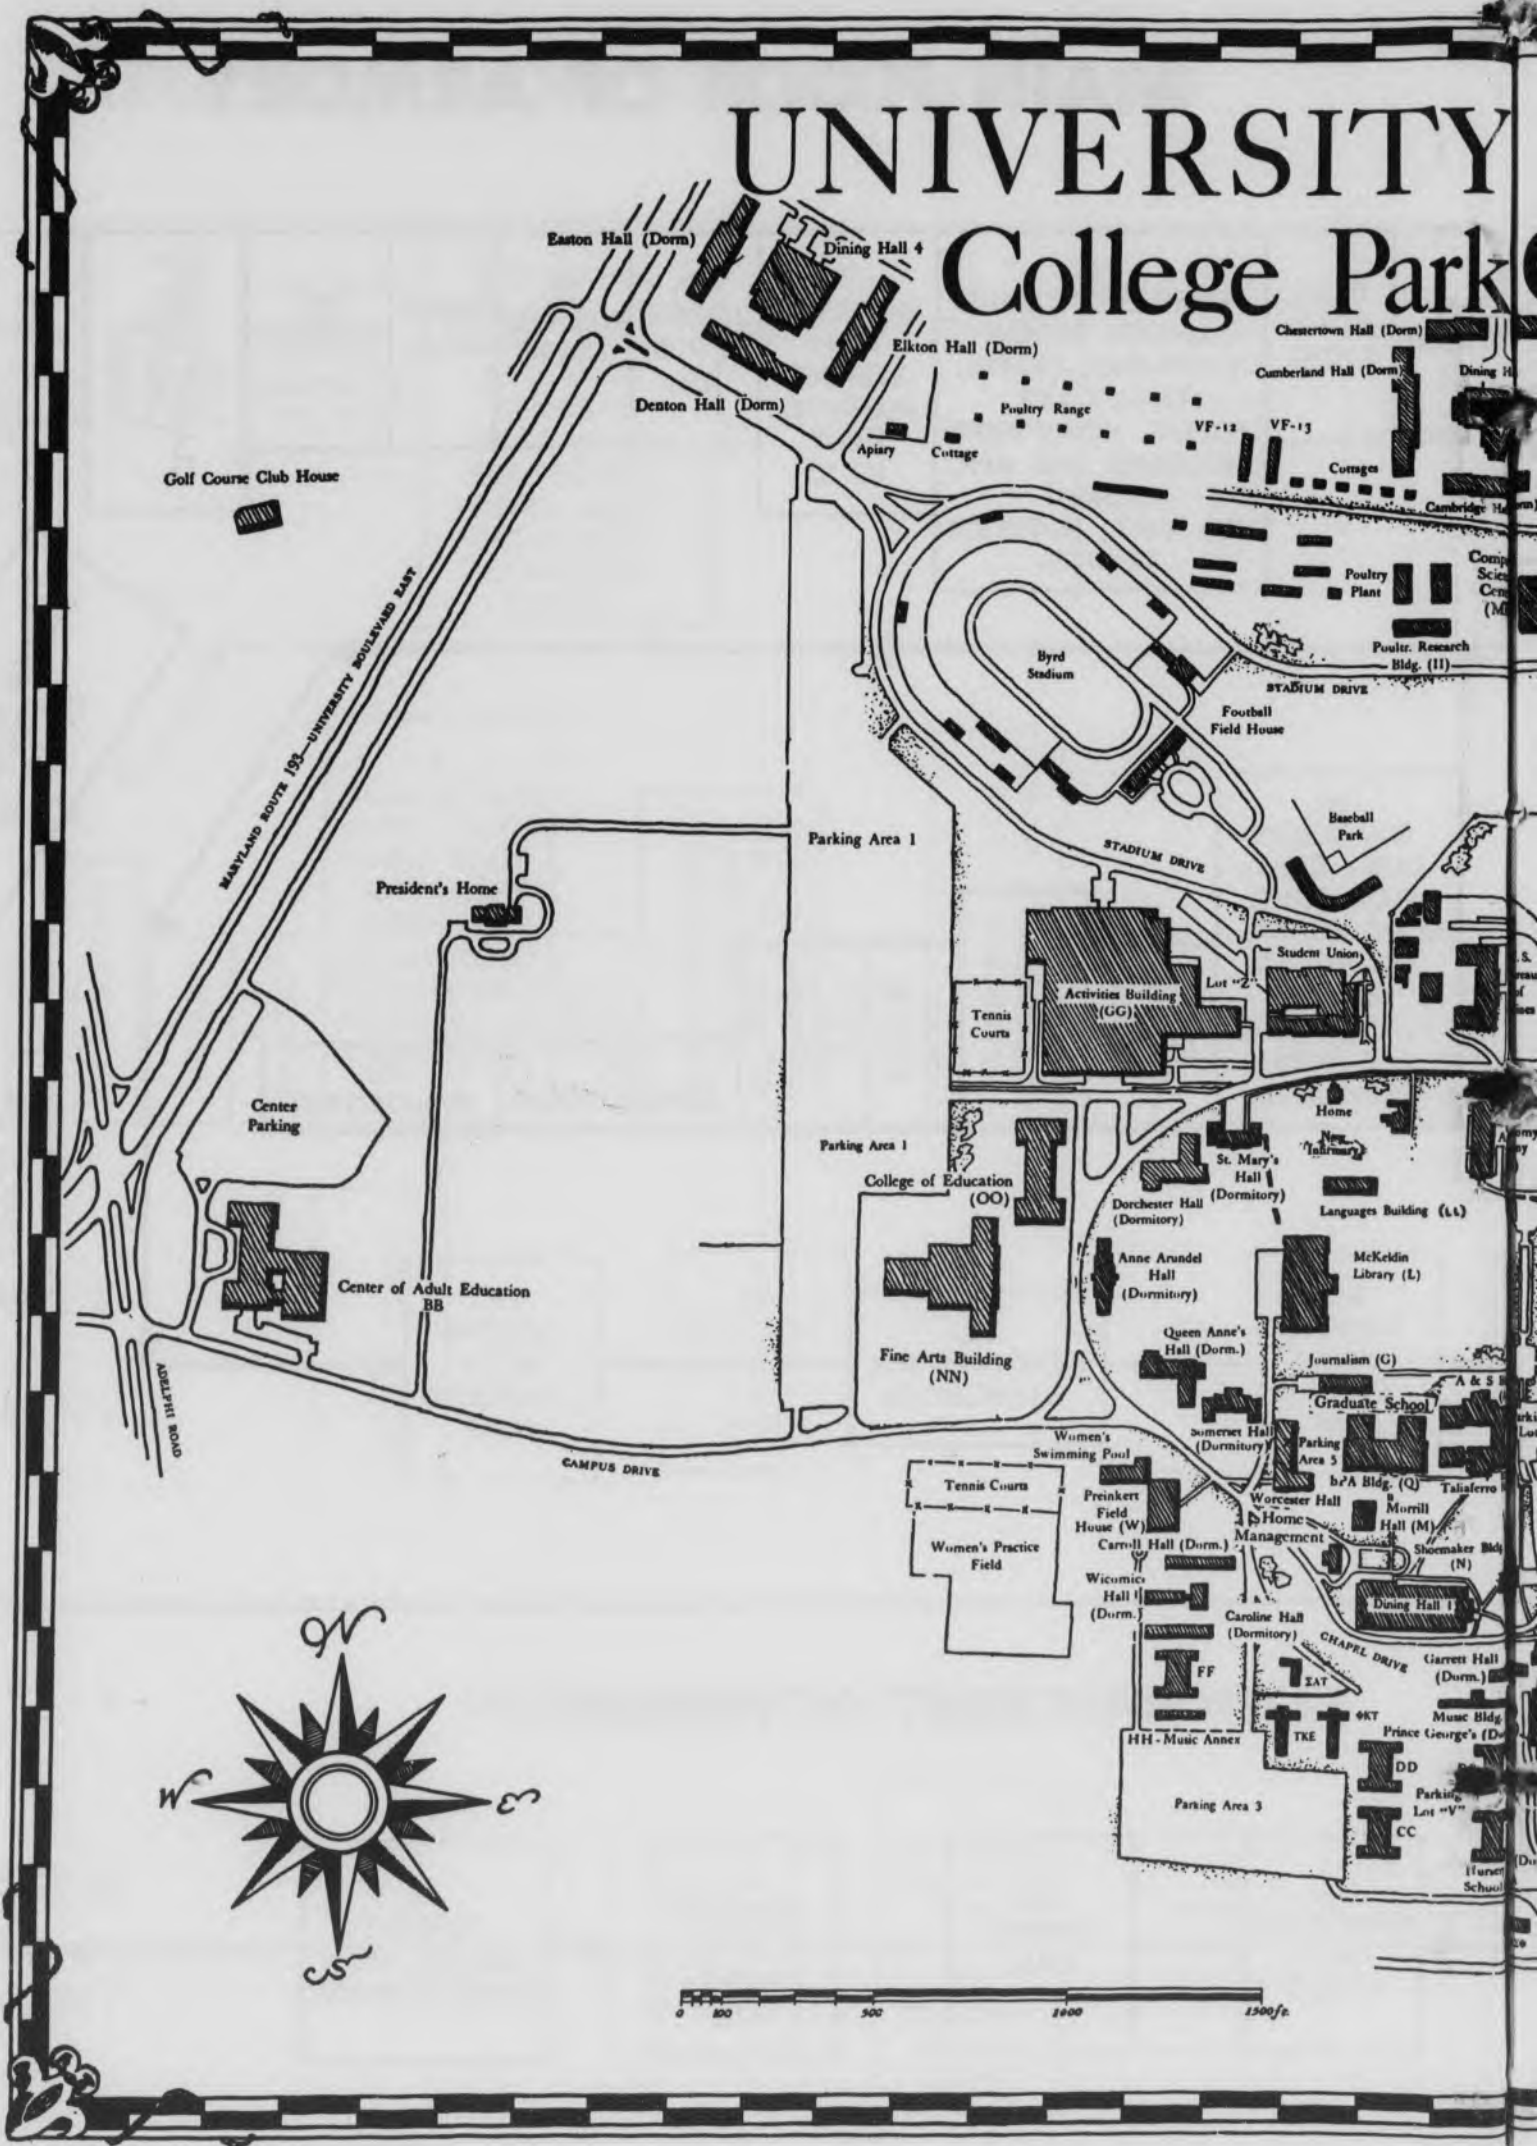 UNIVERSITY
College Park
Easton Hall (Dorm)
Dining Hall 4
Elkton Hall (Dorm)
Denton Hall (Dorm)
Chestertown Hall (Dorm)
Cumberland Hall (Dorm)
Dining
Poultry Range
VF-12
VF-13
Apiary
Cottage
Cottages
Golf Course Club House
Cambridge
Poultry
Plant
Poultr. Research
Bldg. (II)
STADIUM DRIVE
Byrd
Stadium
Football
Field House
MARYLAND ROUTE 193—UNIVERSITY BOULEVARD EAST
Baseball
Park
Parking Area 1
STADIUM DRIVE
President's Home
Student Union
Lot "Z"
Activities Building
(GG)
Tennis
Courts
Center
Parking
Home
New
Infirmary
Parking Area 1
College of Education
(OO)
St. Mary's
Hall
(Dormitory)
Dorchester Hall
(Dormitory)
Languages Building (LL)
Anne Arundel
Hall
(Dormitory)
McKeldin
Library (L)
Center of Adult Education
BB
Queen Anne's
Hall (Dorm.)
Fine Arts Building
(NN)
Journalism (G)
A & S
Graduate School
ADELPHI ROAD
CAMPUS DRIVE
Women's
Swimming Pool
Somerset Hall
(Dormitory)
Parking
Area 5
Tennis Courts
Preinkert
Field
House (W)
BPA Bldg. (Q)
Taliaferro
Worcester Hall
Morrill
Hall (M)
Home
Management
Women's Practice
Field
Carroll Hall (Dorm.)
Shoemaker Bldg
(N)
Wicomico
Hall
(Dorm.)
Dining Hall 1
Caroline Hall
(Dormitory)
CHAPEL DRIVE
Garrett Hall
(Dorm.)
FF
ΣΑΤ
ΦΚΤ
TKE
Music Bldg.
Prince George's
HH - Music Annex
DD
Parking
Lot "V"
CC
Parking Area 3
School
N
W
E
S
0 100 500 1000 1500 ft.